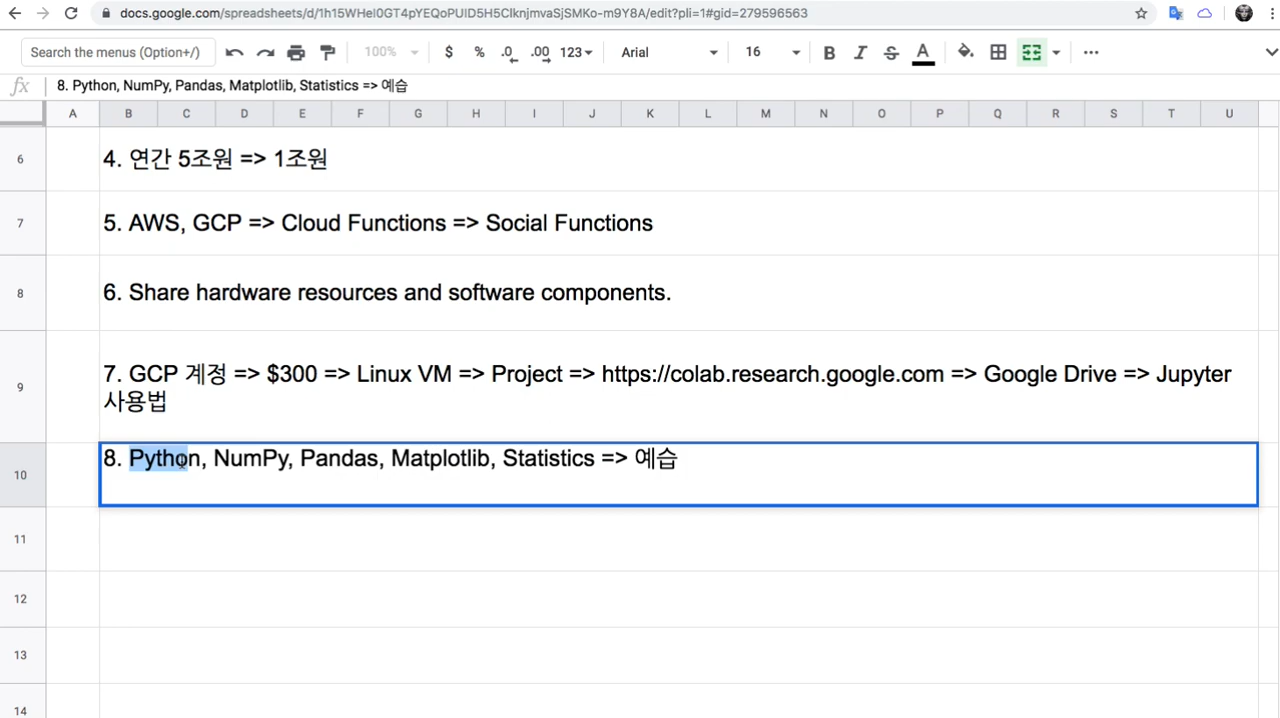 docs.google.com/spreadsheets/d/1h15WHeI0GT4pYEQoPUID5H5CIknjmvaSjSMKo-m9Y8A/edit?pli=1#gid=279596563
Search the menus (Option+/) 100% $ % .0 .00 123 Arial 16 B I S A
fx 8. Python, NumPy, Pandas, Matplotlib, Statistics => 예습
A B C D E F G H I J K L M N O P Q R S T U
6 4. 연간 5조원 => 1조원
7 5. AWS, GCP => Cloud Functions => Social Functions
8 6. Share hardware resources and software components.
9 7. GCP 계정 => $300 => Linux VM => Project => https://colab.research.google.com => Google Drive => Jupyter
사용법
10 8. Python, NumPy, Pandas, Matplotlib, Statistics => 예습
11
12
13
14